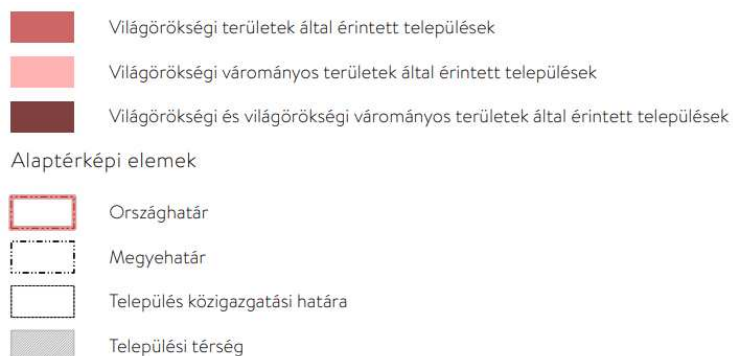 Világörökségi területek által érintett települések
Világörökségi várományos területek által érintett települések
Világörökségi és világörökségi várományos területek által érintett települések
Alaptérképi elemek
Országhatár
Megyehatár
Település közigazgatási határa
Települési térség